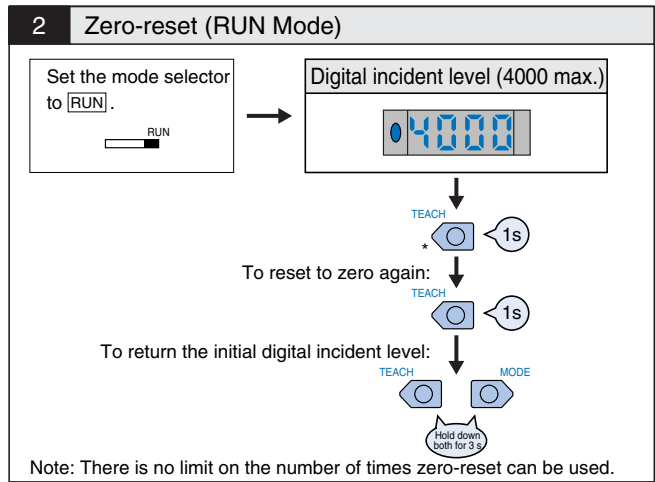 2 Zero-reset (RUN Mode)
Set the mode selector
to RUN.
RUN
Digital incident level (4000 max.)
4000
TEACH
* 1s
To reset to zero again:
TEACH
1s
To return the initial digital incident level:
TEACH MODE
Hold down
both for 3 s
Note: There is no limit on the number of times zero-reset can be used.